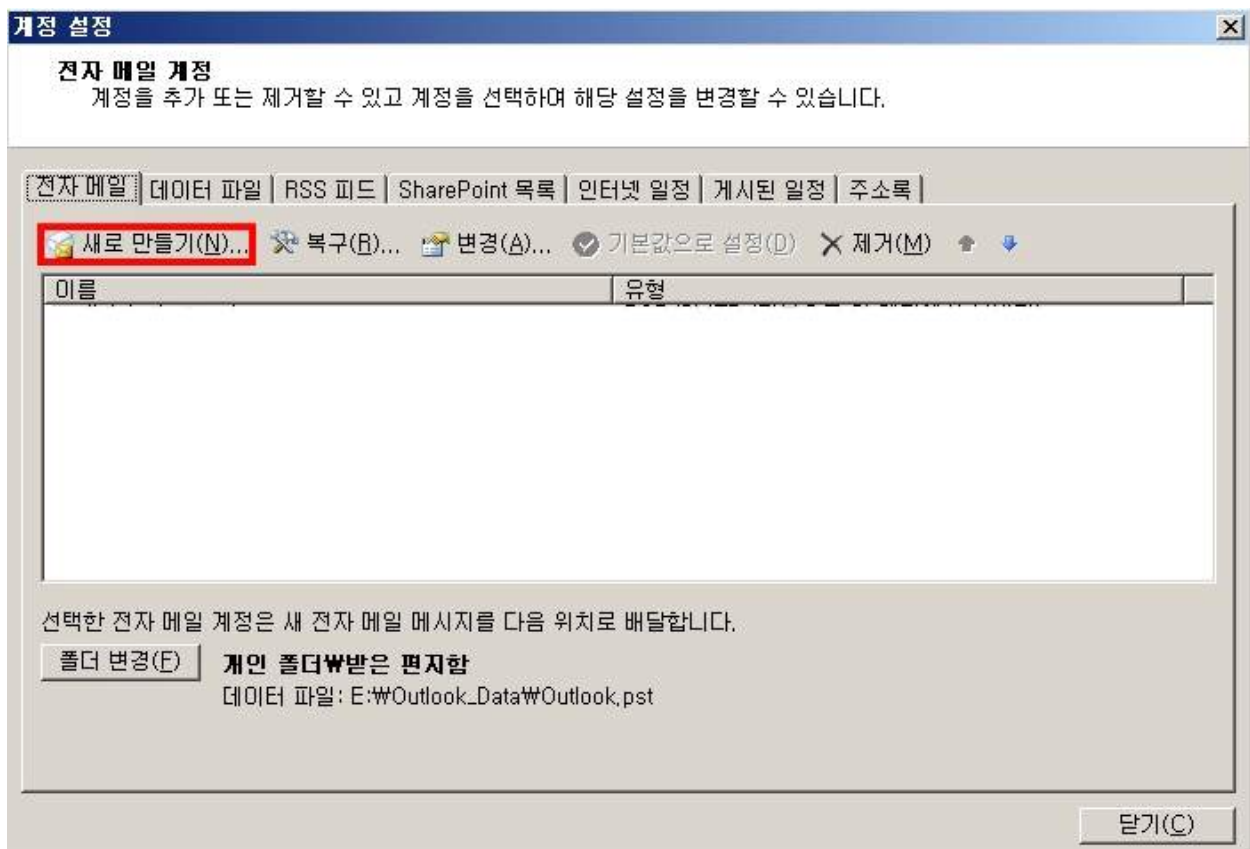 계정 설정
전자 메일 계정
계정을 추가 또는 제거할 수 있고 계정을 선택하여 해당 설정을 변경할 수 있습니다.
전자 메일 데이터 파일 RSS 피드 SharePoint 목록 인터넷 일정 게시된 일정 주소록
새로 만들기(N)... 복구(R)... 변경(A)... 기본값으로 설정(D) 제거(M)
이름 유형
선택한 전자 메일 계정은 새 전자 메일 메시지를 다음 위치로 배달합니다.
폴더 변경(F) 개인 폴더₩받은 편지함
데이터 파일: E:₩Outlook_Data₩Outlook.pst
닫기(C)